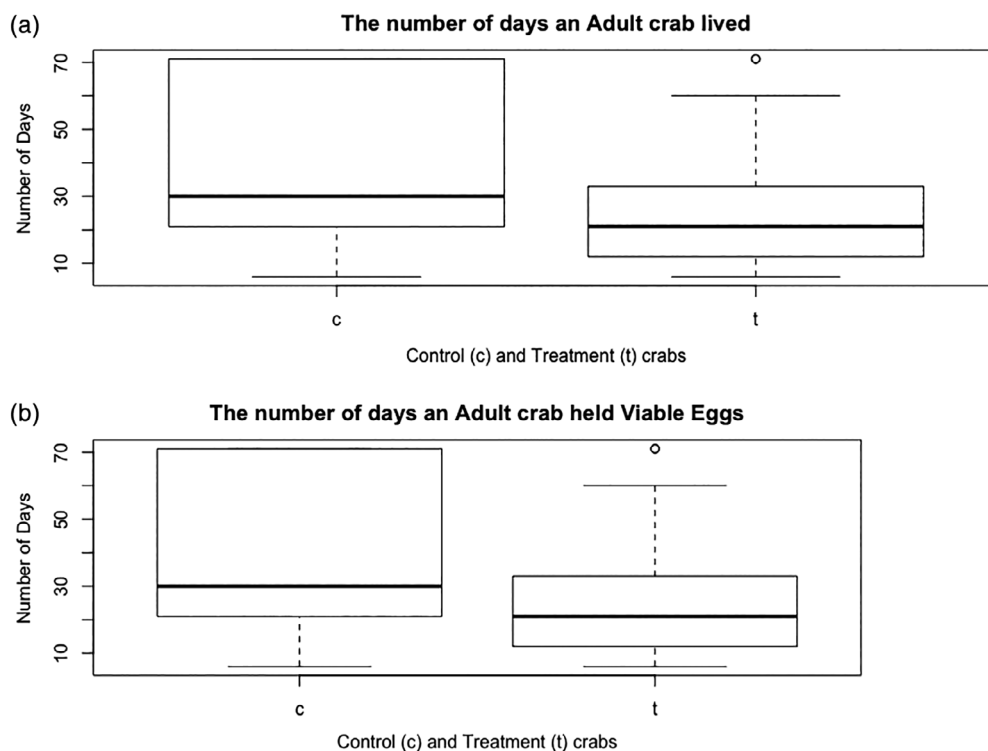 (a)
The number of days an Adult crab lived
Number of Days
70
50
30
10
c
t
Control (c) and Treatment (t) crabs
(b)
The number of days an Adult crab held Viable Eggs
Number of Days
70
50
30
10
c
t
Control (c) and Treatment (t) crabs